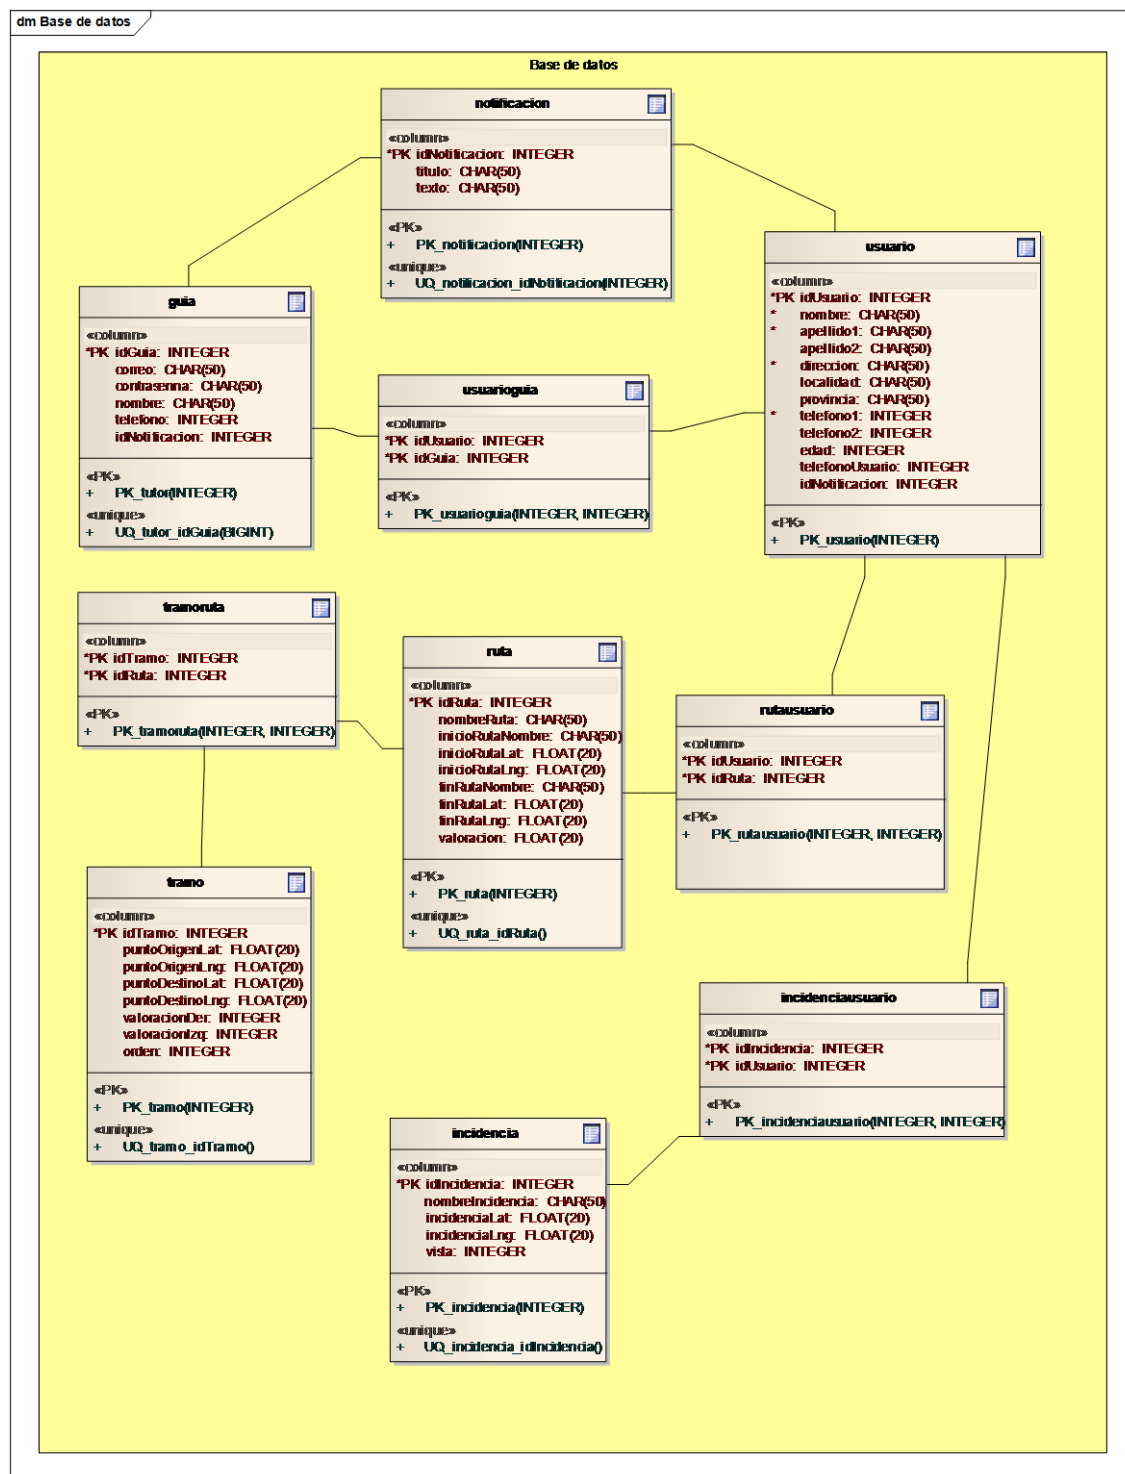 dm Base de datos
Base de datos
notificacion
«column»
*PK idNotificacion: INTEGER
titulo: CHAR(50)
texto: CHAR(50)
«PK»
+ PK_notificacion(INTEGER)
«unique»
+ UQ_notificacion_idNotificacion(INTEGER)
usuario
«column»
*PK idUsuario: INTEGER
* nombre: CHAR(50)
* apellido1: CHAR(50)
apellido2: CHAR(50)
* direccion: CHAR(50)
localidad: CHAR(50)
provincia: CHAR(50)
* telefono1: INTEGER
telefono2: INTEGER
edad: INTEGER
telefonoUsuario: INTEGER
idNotificacion: INTEGER
«PK»
+ PK_usuario(INTEGER)
guia
«column»
*PK idGuia: INTEGER
correo: CHAR(50)
contrasenna: CHAR(50)
nombre: CHAR(50)
telefono: INTEGER
idNotificacion: INTEGER
«PK»
+ PK_tutor(INTEGER)
«unique»
+ UQ_tutor_idGuia(BIGINT)
usuarioguia
«column»
*PK idUsuario: INTEGER
*PK idGuia: INTEGER
«PK»
+ PK_usuarioguia(INTEGER, INTEGER)
tramoruta
«column»
*PK idTramo: INTEGER
*PK idRuta: INTEGER
«PK»
+ PK_tramoruta(INTEGER, INTEGER)
ruta
«column»
*PK idRuta: INTEGER
nombreRuta: CHAR(50)
inicioRutaNombre: CHAR(50)
inicioRutaLat: FLOAT(20)
inicioRutaLng: FLOAT(20)
finRutaNombre: CHAR(50)
finRutaLat: FLOAT(20)
finRutaLng: FLOAT(20)
valoracion: FLOAT(20)
«PK»
+ PK_ruta(INTEGER)
«unique»
+ UQ_ruta_idRuta()
rutausuario
«column»
*PK idUsuario: INTEGER
*PK idRuta: INTEGER
«PK»
+ PK_rutausuario(INTEGER, INTEGER)
tramo
«column»
*PK idTramo: INTEGER
puntoOrigenLat: FLOAT(20)
puntoOrigenLng: FLOAT(20)
puntoDestinoLat: FLOAT(20)
puntoDestinoLng: FLOAT(20)
valoracionDer: INTEGER
valoracionIzq: INTEGER
orden: INTEGER
«PK»
+ PK_tramo(INTEGER)
«unique»
+ UQ_tramo_idTramo()
incidenciausuario
«column»
*PK idIncidencia: INTEGER
*PK idUsuario: INTEGER
«PK»
+ PK_incidenciausuario(INTEGER, INTEGER)
incidencia
«column»
*PK idIncidencia: INTEGER
nombreIncidencia: CHAR(50)
incidenciaLat: FLOAT(20)
incidenciaLng: FLOAT(20)
vista: INTEGER
«PK»
+ PK_incidencia(INTEGER)
«unique»
+ UQ_incidencia_idIncidencia()